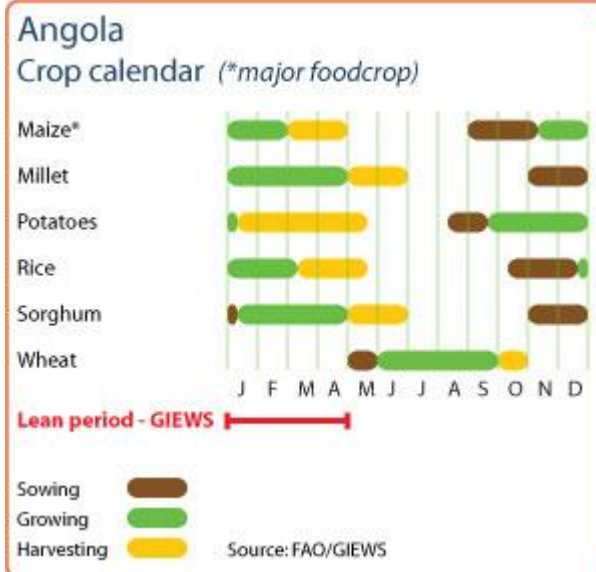 Angola
Crop calendar (*major foodcrop)
Maize*
Millet
Potatoes
Rice
Sorghum
Wheat
J F M A M J J A S O N D
Lean period - GIEWS
Sowing
Growing
Harvesting
Source: FAO/GIEWS